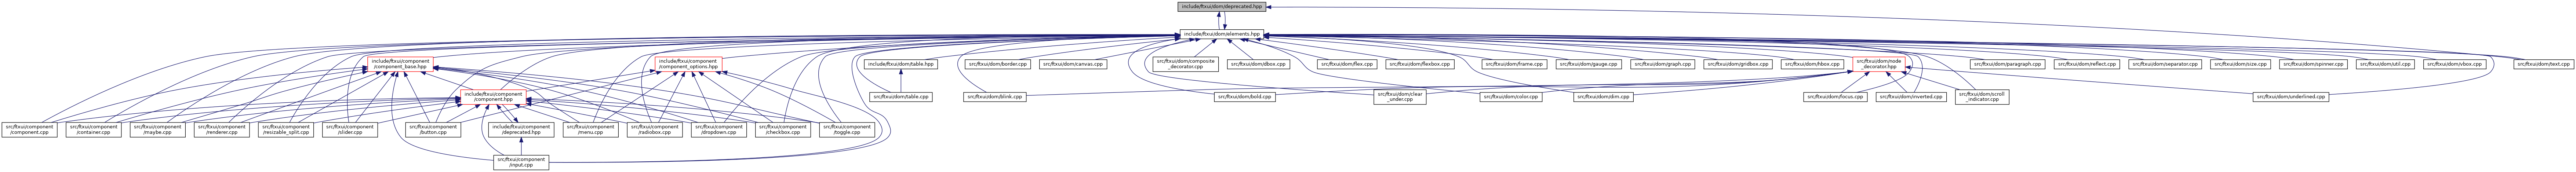 include/ftxui/dom/deprecated.hpp
include/ftxui/dom/elements.hpp
include/ftxui/component
/component_base.hpp
include/ftxui/component
/component_options.hpp
include/ftxui/dom/table.hpp
src/ftxui/dom/border.cpp
src/ftxui/dom/canvas.cpp
src/ftxui/dom/composite
_decorator.cpp
src/ftxui/dom/dbox.cpp
src/ftxui/dom/flex.cpp
src/ftxui/dom/flexbox.cpp
src/ftxui/dom/frame.cpp
src/ftxui/dom/gauge.cpp
src/ftxui/dom/graph.cpp
src/ftxui/dom/gridbox.cpp
src/ftxui/dom/hbox.cpp
src/ftxui/dom/node
_decorator.hpp
src/ftxui/dom/paragraph.cpp
src/ftxui/dom/reflect.cpp
src/ftxui/dom/separator.cpp
src/ftxui/dom/size.cpp
src/ftxui/dom/spinner.cpp
src/ftxui/dom/util.cpp
src/ftxui/dom/vbox.cpp
src/ftxui/dom/text.cpp
include/ftxui/component
/component.hpp
src/ftxui/dom/table.cpp
src/ftxui/dom/blink.cpp
src/ftxui/dom/bold.cpp
src/ftxui/dom/clear
_under.cpp
src/ftxui/dom/color.cpp
src/ftxui/dom/dim.cpp
src/ftxui/dom/focus.cpp
src/ftxui/dom/inverted.cpp
src/ftxui/dom/scroll
_indicator.cpp
src/ftxui/dom/underlined.cpp
src/ftxui/component
/component.cpp
src/ftxui/component
/container.cpp
src/ftxui/component
/maybe.cpp
src/ftxui/component
/renderer.cpp
src/ftxui/component
/resizable_split.cpp
src/ftxui/component
/slider.cpp
src/ftxui/component
/button.cpp
include/ftxui/component
/deprecated.hpp
src/ftxui/component
/menu.cpp
src/ftxui/component
/radiobox.cpp
src/ftxui/component
/dropdown.cpp
src/ftxui/component
/checkbox.cpp
src/ftxui/component
/toggle.cpp
src/ftxui/component
/input.cpp